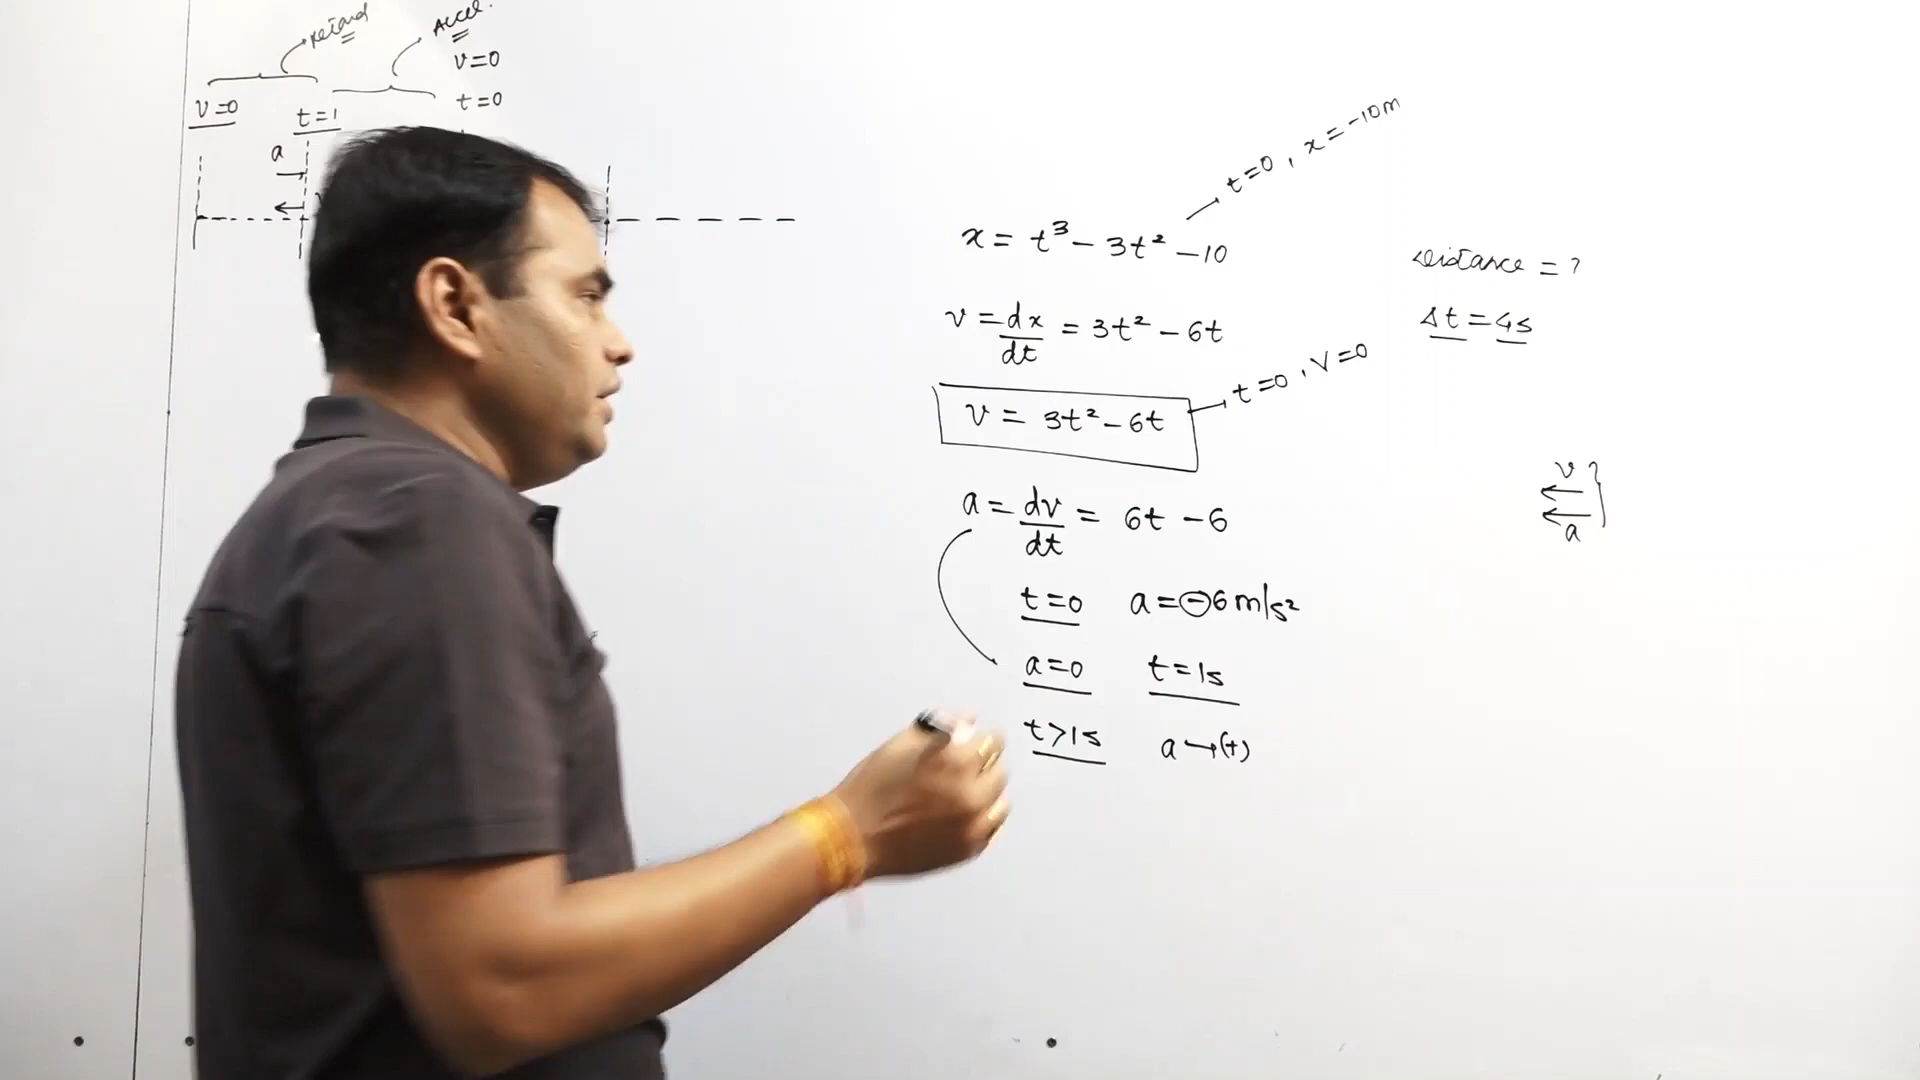 retard
Accel.
v=0
t=0
v=0
t=1
a
t=0, x=-10m
x = t³ - 3t² - 10
distance = ?
Δt = 4s
v = dx/dt = 3t² - 6t
t=0, v=0
v = 3t² - 6t
v
a
a = dv/dt = 6t - 6
t=0 a=-6m/s²
a=0 t=1s
t>1s a→(+)